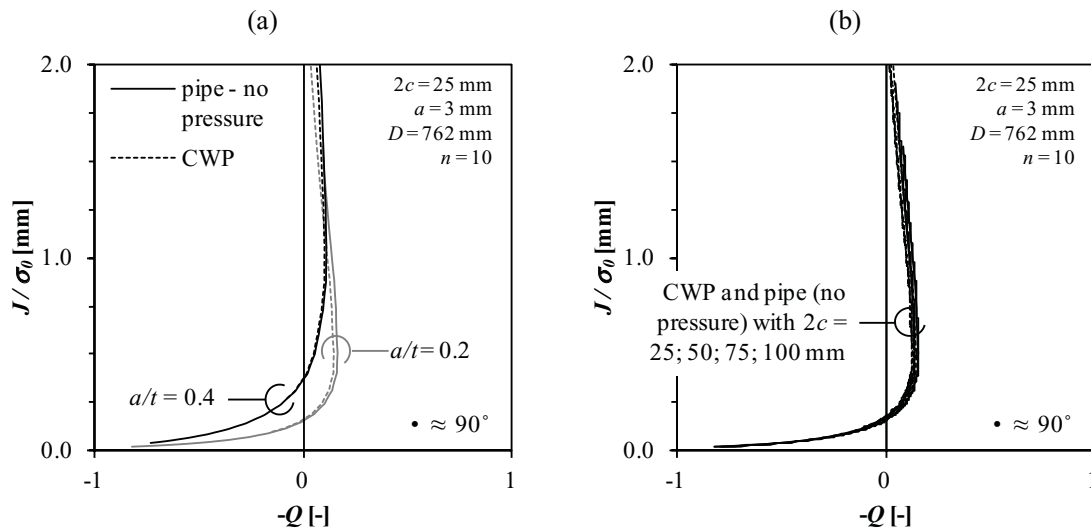 (a)
2.0
1.0
0.0
-1
0
1
J / σ0 [mm]
-Q [-]
pipe - no
pressure
CWP
2c = 25 mm
a = 3 mm
D = 762 mm
n = 10
a/t = 0.2
a/t = 0.4
• ≈ 90°
(b)
2.0
1.0
0.0
-1
0
1
J / σ0 [mm]
-Q [-]
2c = 25 mm
a = 3 mm
D = 762 mm
n = 10
CWP and pipe (no
pressure) with 2c =
25; 50; 75; 100 mm
• ≈ 90°